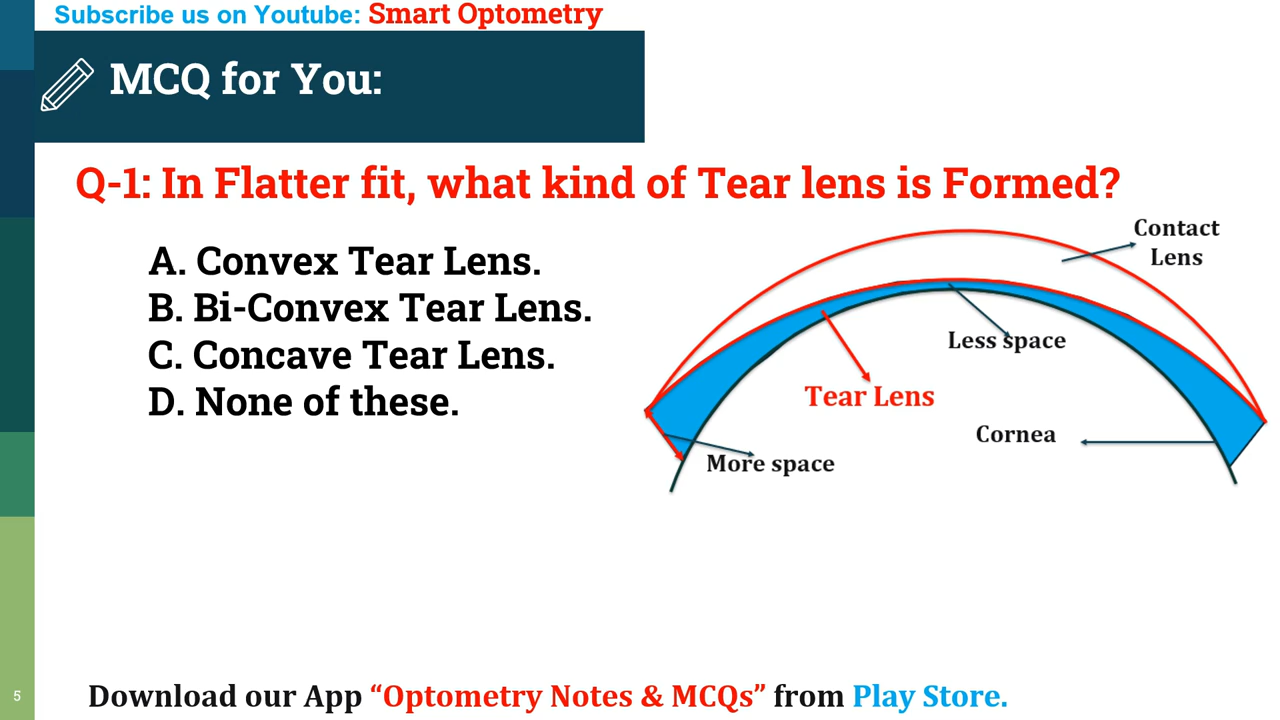 Subscribe us on Youtube: Smart Optometry
MCQ for You:
Q-1: In Flatter fit, what kind of Tear lens is Formed?
A. Convex Tear Lens.
B. Bi-Convex Tear Lens.
C. Concave Tear Lens.
D. None of these.
Contact
Lens
Less space
Tear Lens
Cornea
More space
5
Download our App “Optometry Notes & MCQs” from Play Store.